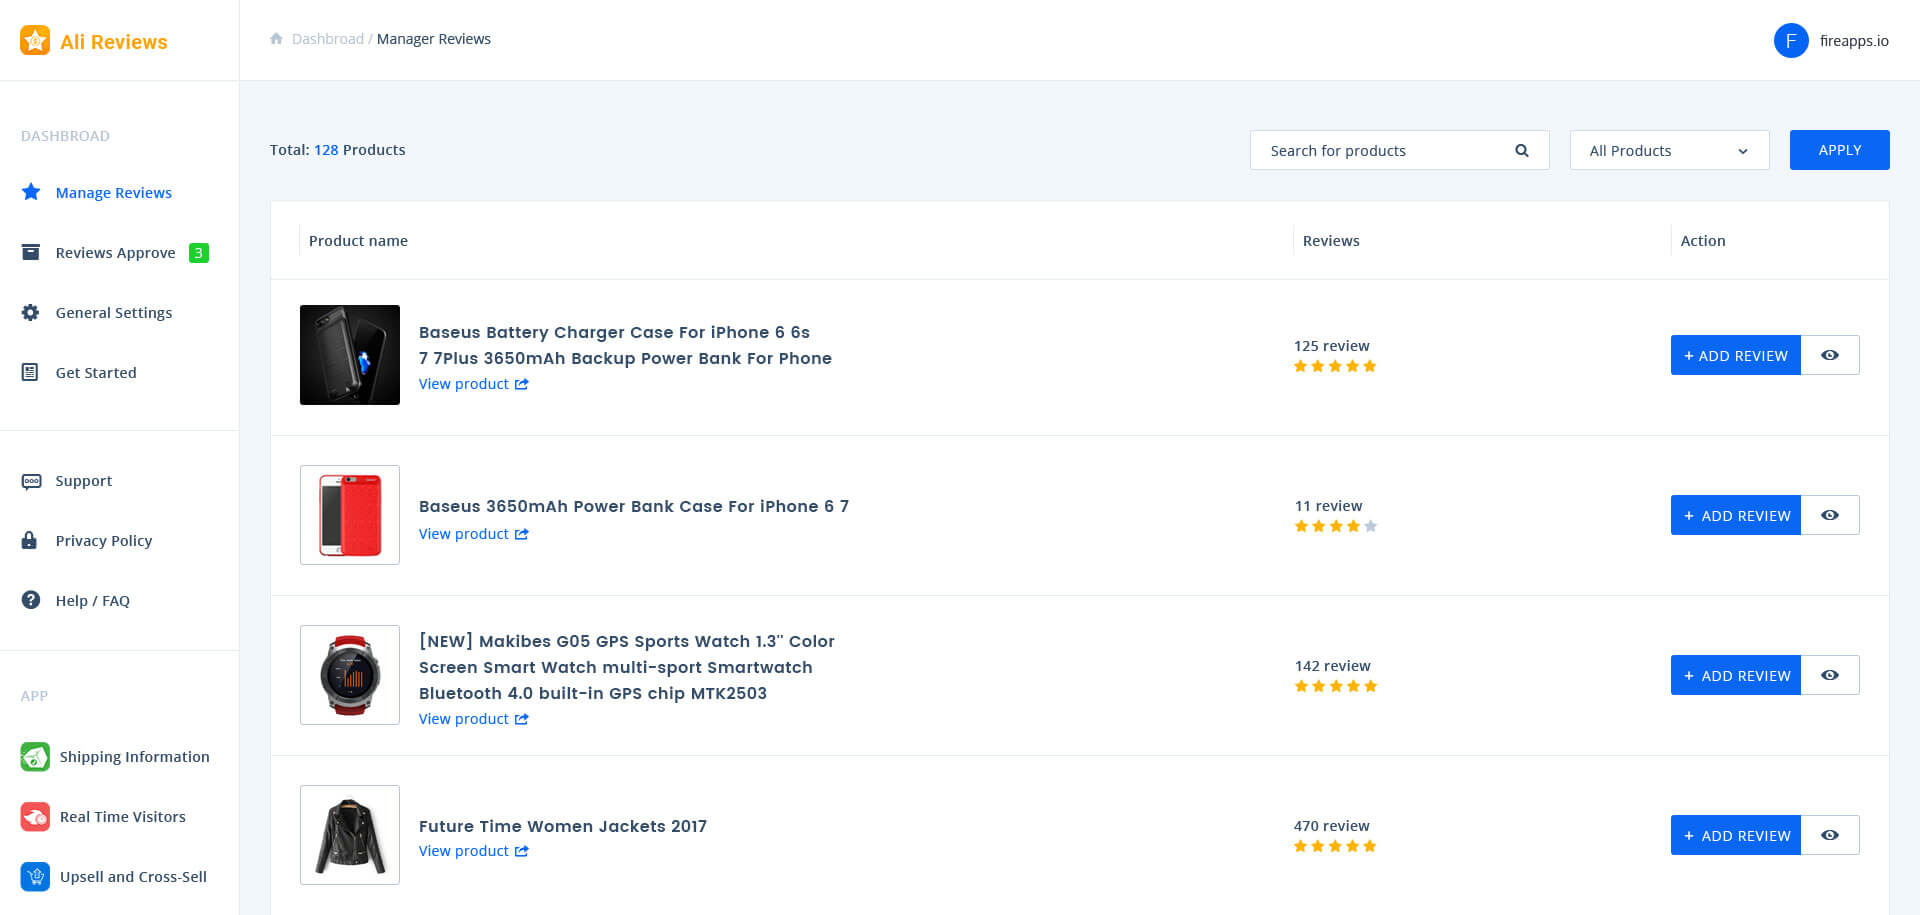 Ali Reviews
Dashbroad / Manager Reviews
F fireapps.io
DASHBROAD
Manage Reviews
Reviews Approve 3
General Settings
Get Started
Support
Privacy Policy
Help / FAQ
APP
Shipping Information
Real Time Visitors
Upsell and Cross-Sell
Total: 128 Products
Search for products
All Products
APPLY
Product name
Reviews
Action
Baseus Battery Charger Case For iPhone 6 6s
7 7Plus 3650mAh Backup Power Bank For Phone
View product
125 review
+ ADD REVIEW
Baseus 3650mAh Power Bank Case For iPhone 6 7
View product
11 review
+ ADD REVIEW
[NEW] Makibes G05 GPS Sports Watch 1.3'' Color
Screen Smart Watch multi-sport Smartwatch
Bluetooth 4.0 built-in GPS chip MTK2503
View product
142 review
+ ADD REVIEW
Future Time Women Jackets 2017
View product
470 review
+ ADD REVIEW